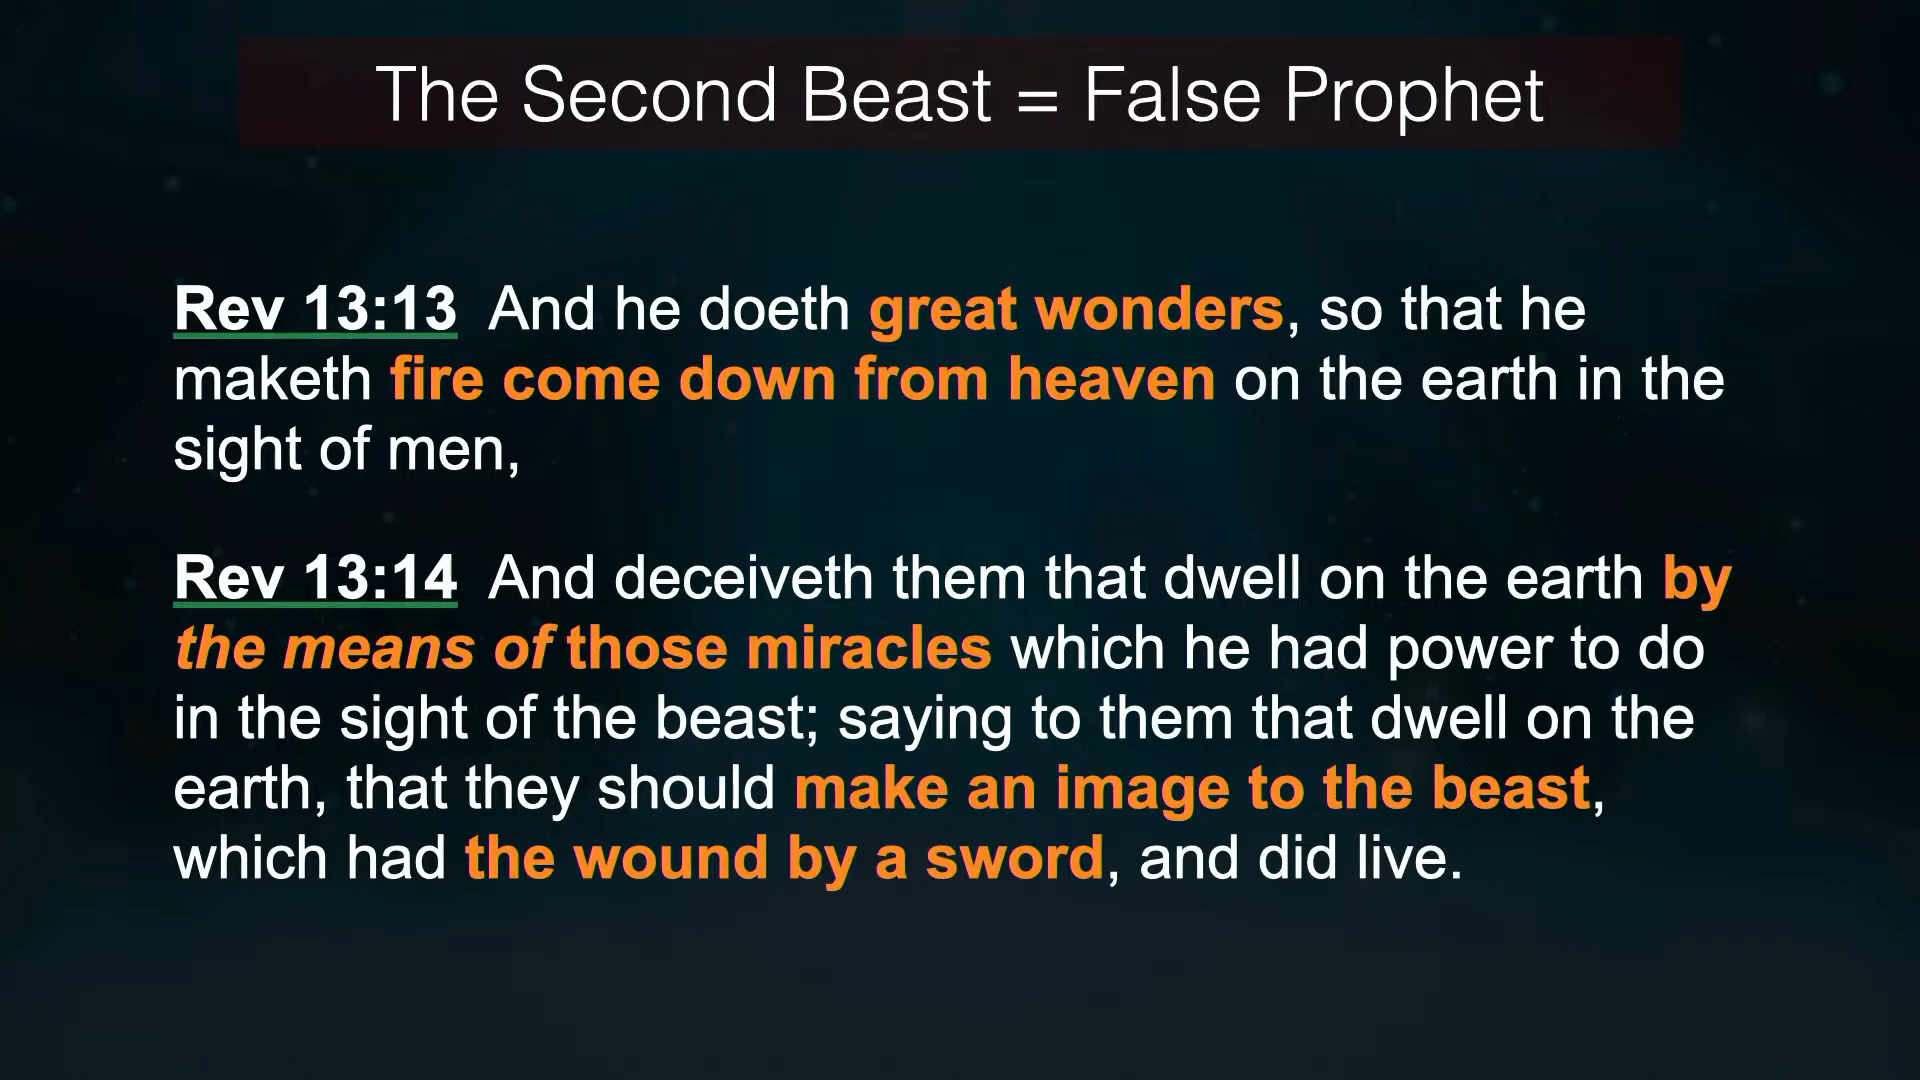 The Second Beast = False Prophet
Rev 13:13 And he doeth great wonders, so that he
maketh fire come down from heaven on the earth in the
sight of men,
Rev 13:14 And deceiveth them that dwell on the earth by
the means of those miracles which he had power to do
in the sight of the beast; saying to them that dwell on the
earth, that they should make an image to the beast,
which had the wound by a sword, and did live.